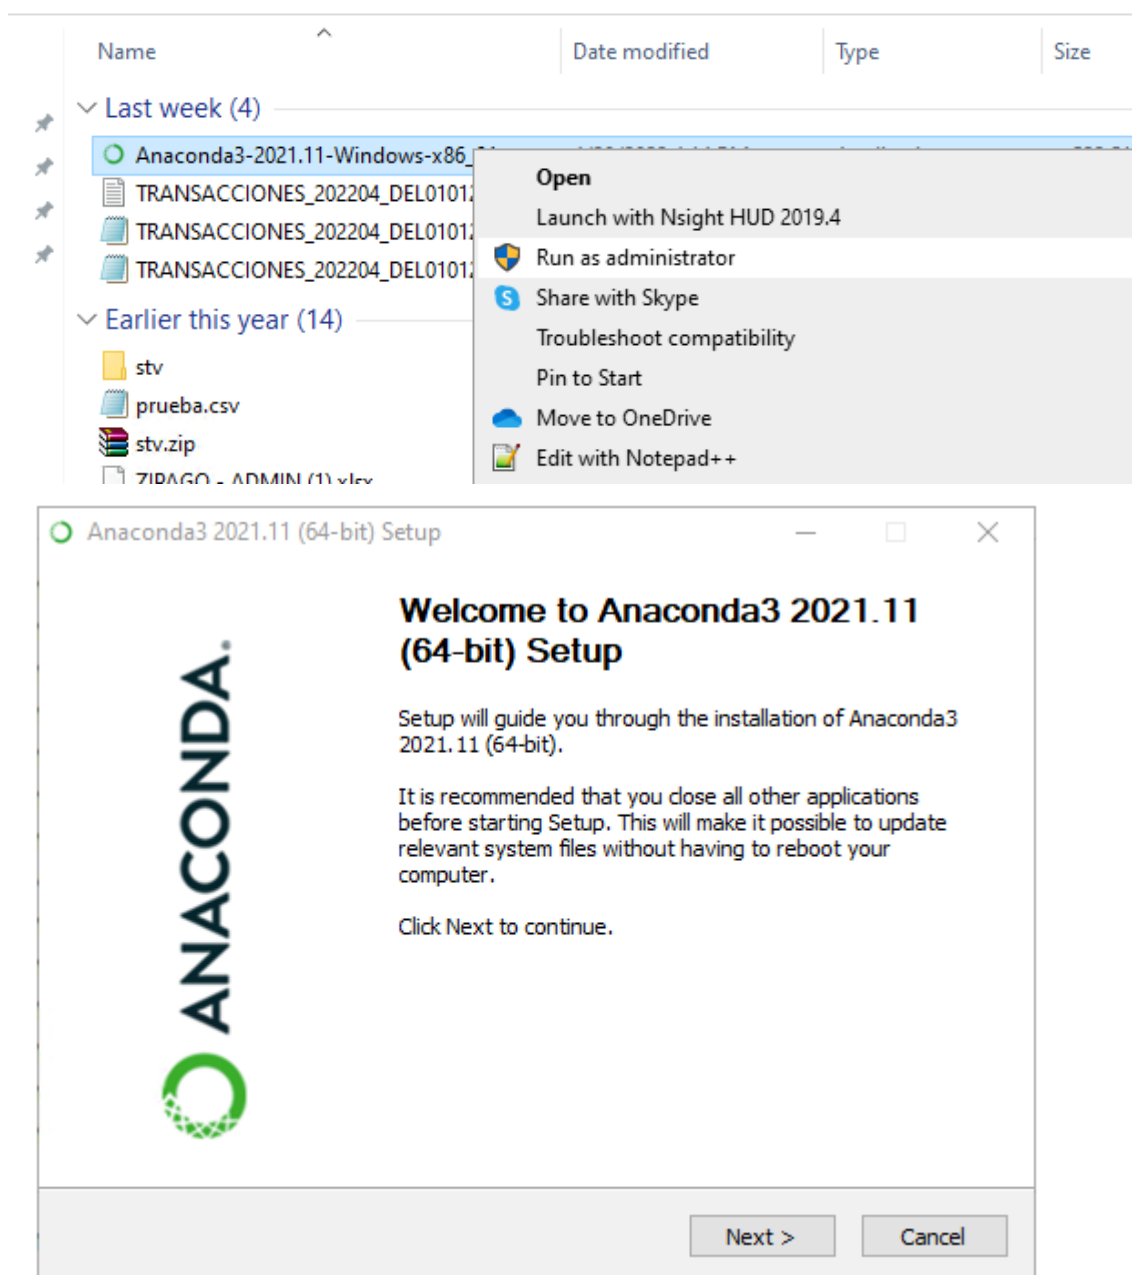 Name Date modified Type Size
Last week (4)
Anaconda3-2021.11-Windows-x86_
TRANSACCIONES_202204_DEL0101
TRANSACCIONES_202204_DEL0101
TRANSACCIONES_202204_DEL0101
Earlier this year (14)
stv
prueba.csv
stv.zip
ZIPAGO - ADMIN (1).xlsx
Open
Launch with Nsight HUD 2019.4
Run as administrator
Share with Skype
Troubleshoot compatibility
Pin to Start
Move to OneDrive
Edit with Notepad++
Anaconda3 2021.11 (64-bit) Setup
ANACONDA.
Welcome to Anaconda3 2021.11
(64-bit) Setup
Setup will guide you through the installation of Anaconda3
2021.11 (64-bit).
It is recommended that you close all other applications
before starting Setup. This will make it possible to update
relevant system files without having to reboot your
computer.
Click Next to continue.
Next >
Cancel